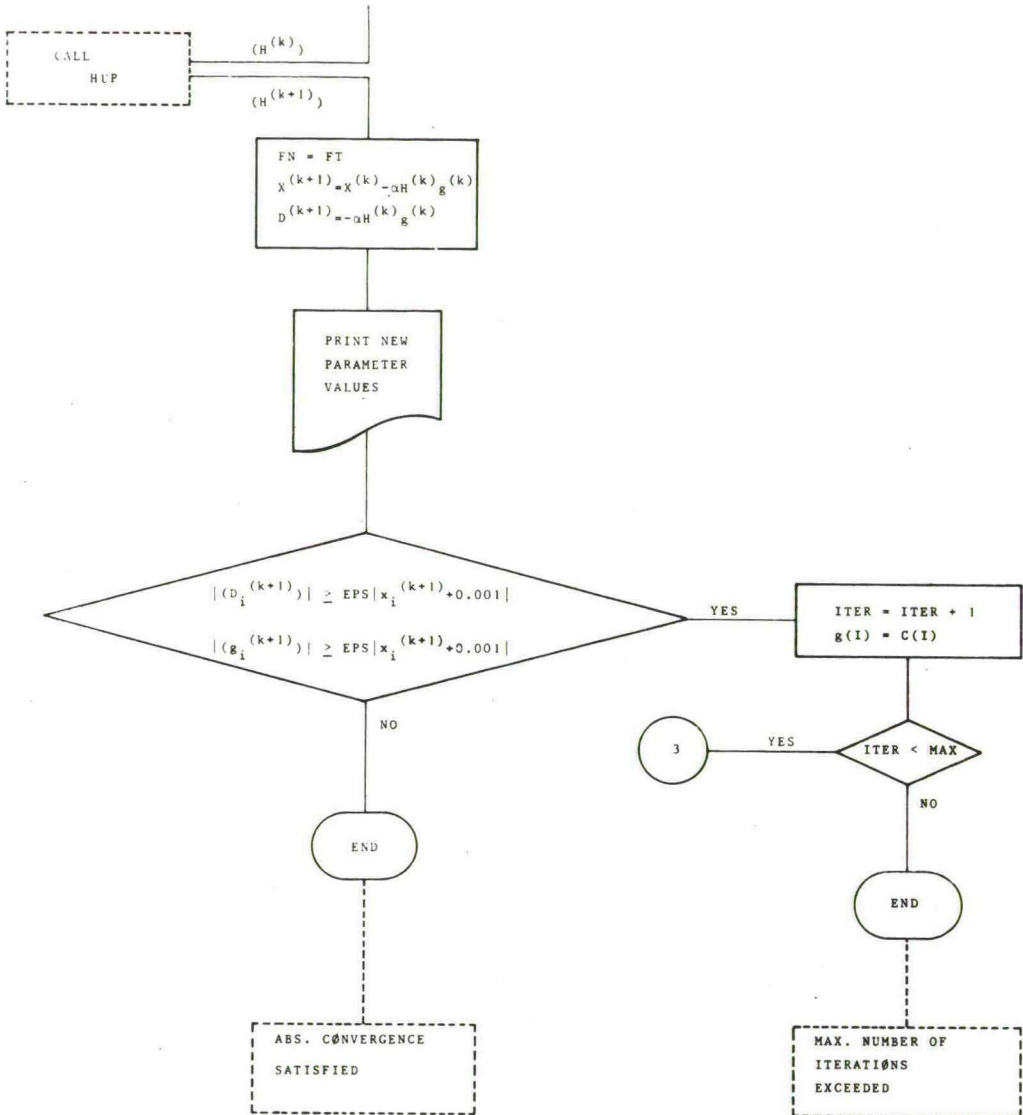 CALL
HUP
(H^(k))
(H^(k+1))
FN = FT
X^(k+1)=X^(k)-αH^(k)g^(k)
D^(k+1)=-αH^(k)g^(k)
PRINT NEW
PARAMETER
VALUES
|(D_i^(k+1))| ≥ EPS|x_i^(k+1)+0.001|
|(g_i^(k+1))| ≥ EPS|x_i^(k+1)+0.001|
YES
ITER = ITER + 1
g(I) = C(I)
NO
3
YES
ITER < MAX
NO
END
END
ABS. CØNVERGENCE
SATISFIED
MAX. NUMBER OF
ITERATIØNS
EXCEEDED